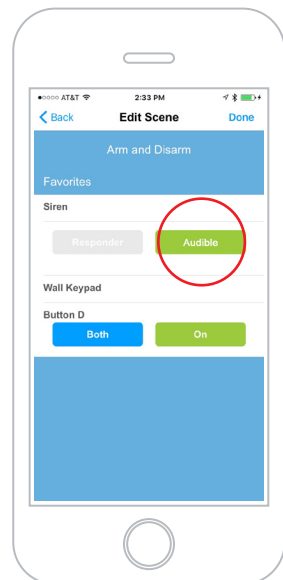 AT&T 2:33 PM
Back Edit Scene Done
Arm and Disarm
Favorites
Siren
Responder Audible
Wall Keypad
Button D
Both On